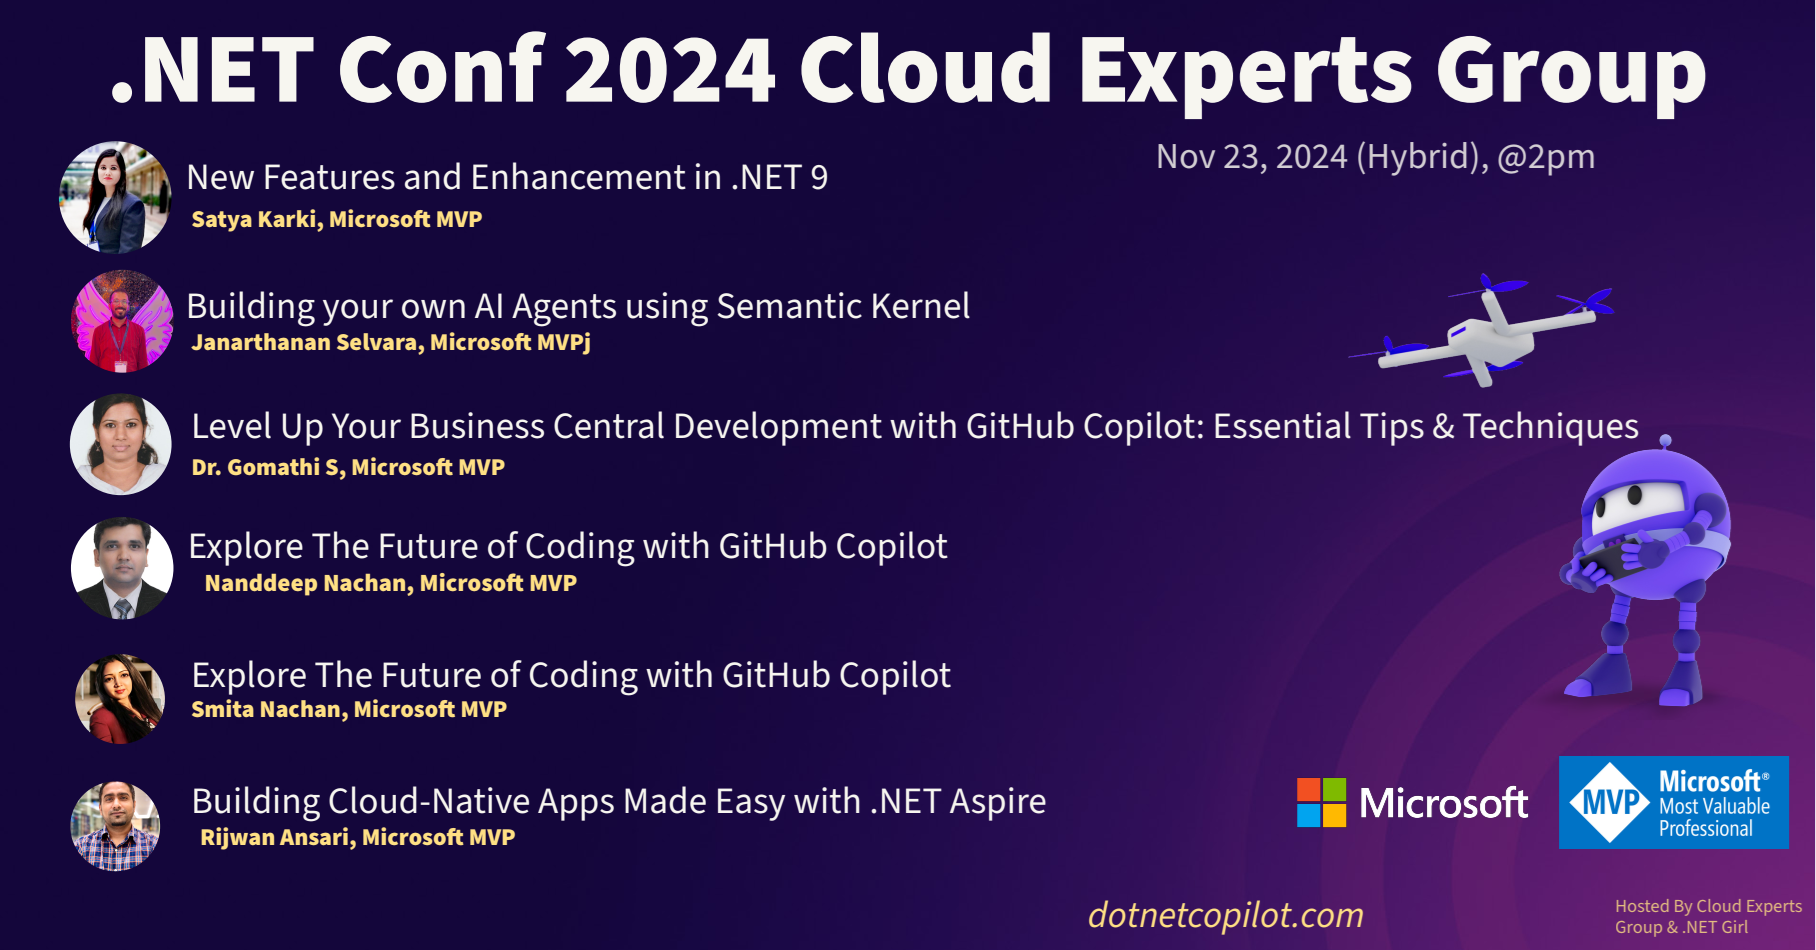 .NET Conf 2024 Cloud Experts Group
Nov 23, 2024 (Hybrid), @2pm
New Features and Enhancement in .NET 9
Satya Karki, Microsoft MVP
Building your own AI Agents using Semantic Kernel
Janarthanan Selvara, Microsoft MVPj
Level Up Your Business Central Development with GitHub Copilot: Essential Tips & Techniques
Dr. Gomathi S, Microsoft MVP
Explore The Future of Coding with GitHub Copilot
Nanddeep Nachan, Microsoft MVP
Explore The Future of Coding with GitHub Copilot
Smita Nachan, Microsoft MVP
Building Cloud-Native Apps Made Easy with .NET Aspire
Rijwan Ansari, Microsoft MVP
Microsoft
MVP
Microsoft®
Most Valuable
Professional
dotnetcopilot.com
Hosted By Cloud Experts
Group & .NET Girl